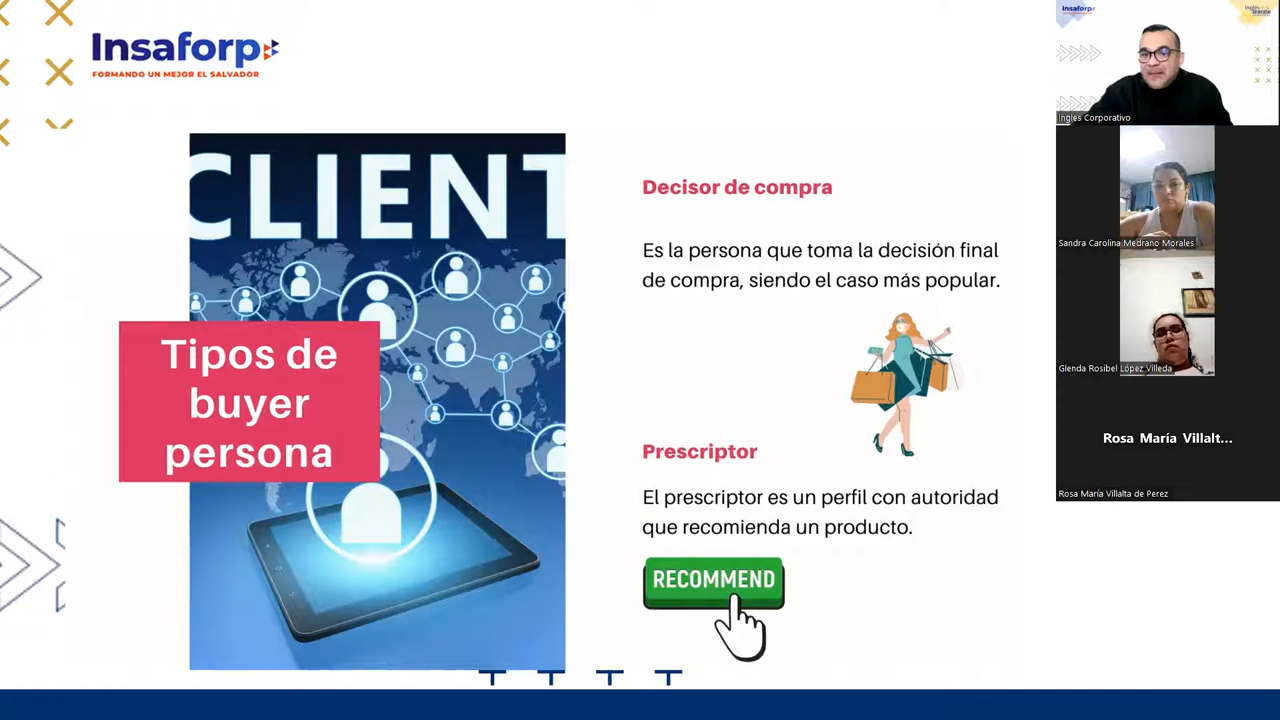 Insaforp
FORMANDO UN MEJOR EL SALVADOR
CLIENT
Tipos de
buyer
persona
Decisor de compra
Es la persona que toma la decisión final
de compra, siendo el caso más popular.
Prescriptor
El prescriptor es un perfil con autoridad
que recomienda un producto.
RECOMMEND
Insaforp
Ingles Corporativo
Sandra Carolina Medrano Morales
Glenda Rosibel López Villeda
Rosa María Villalt...
Rosa María Villalta de Perez